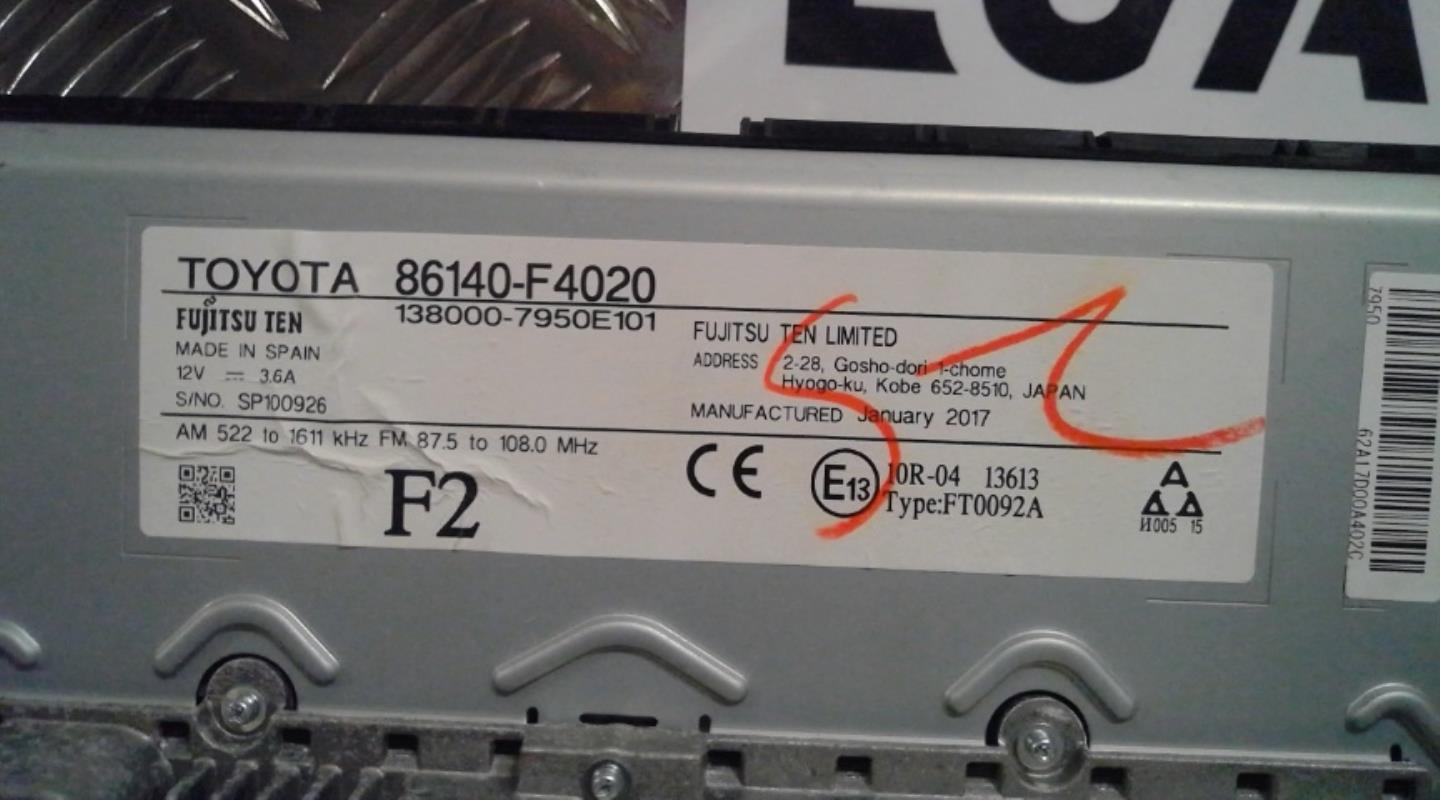 TOYOTA 86140-F4020
FUJITSU TEN 138000-7950E101
MADE IN SPAIN
12V ⎓ 3.6A
S/NO. SP100926
FUJITSU TEN LIMITED
ADDRESS 2-28, Gosho-dori 1-chome
Hyogo-ku, Kobe 652-8510, JAPAN
MANUFACTURED January 2017
AM 522 to 1611 kHz FM 87.5 to 108.0 MHz
F2
CE E13 10R-04 13613
Type:FT0092A
И005 15
7950
62A17D000A402C